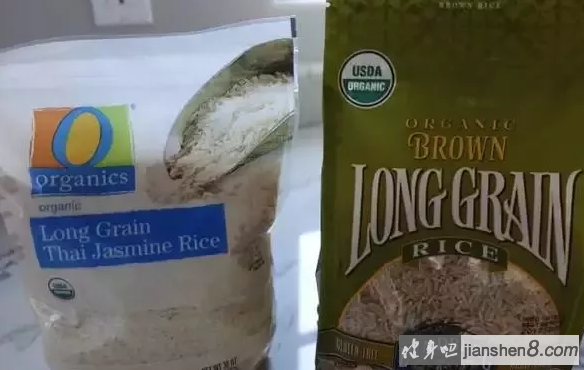 O
organics
organic
Long Grain
Thai Jasmine Rice
USDA
BROWN RICE
USDA
ORGANIC
ORGANIC
BROWN
LONG GRAIN
RICE
GLUTEN-FREE
健身吧 jianshen8.com